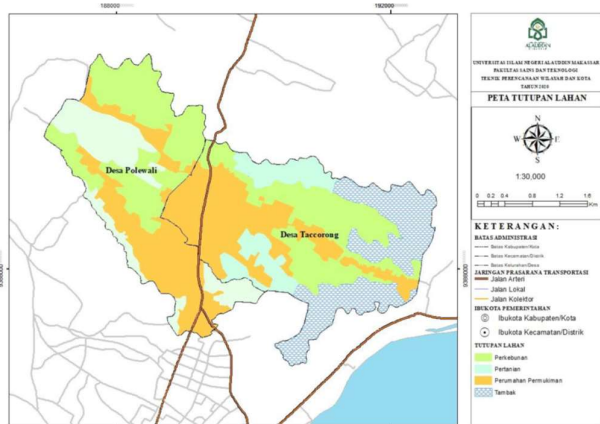 188000
192000
Desa Polewali
Desa Taccorong
UNIVERSITAS ISLAM NEGERI ALAUDDIN MAKASSAR
FAKULTAS SAINS DAN TEKNOLOGI
TEKNIK PERENCANAAN WILAYAH DAN KOTA
PETA TUTUPAN LAHAN
N
W
E
S
1:30,000
0 0.2 0.4 0.8 1.2 1.6
Km
KETERANGAN:
BATAS ADMINISTRASI
Batas Kabupaten/Kota
Batas Kecamatan/Distrik
Batas Kelurahan/Desa
JARINGAN PRASARANA TRANSPORTASI
Jalan Arteri
Jalan Lokal
Jalan Kolektor
IBUKOTA PEMERINTAHAN
Ibukota Kabupaten/Kota
Ibukota Kecamatan/Distrik
TUTUPAN LAHAN
Perkebunan
Pertanian
Perumahan Permukiman
Tambak